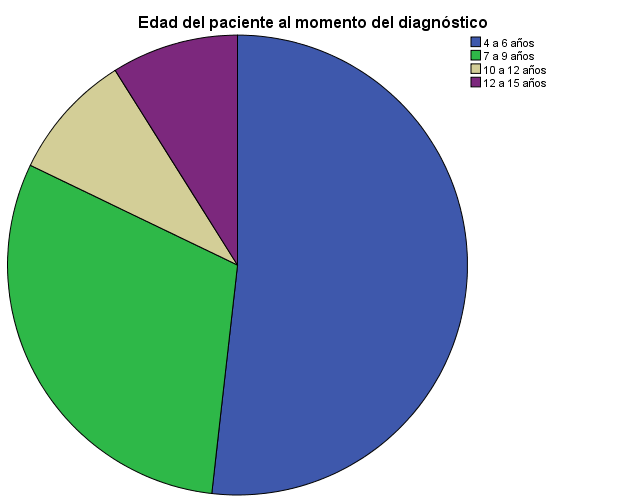 Edad del paciente al momento del diagnóstico
4 a 6 años
7 a 9 años
10 a 12 años
12 a 15 años